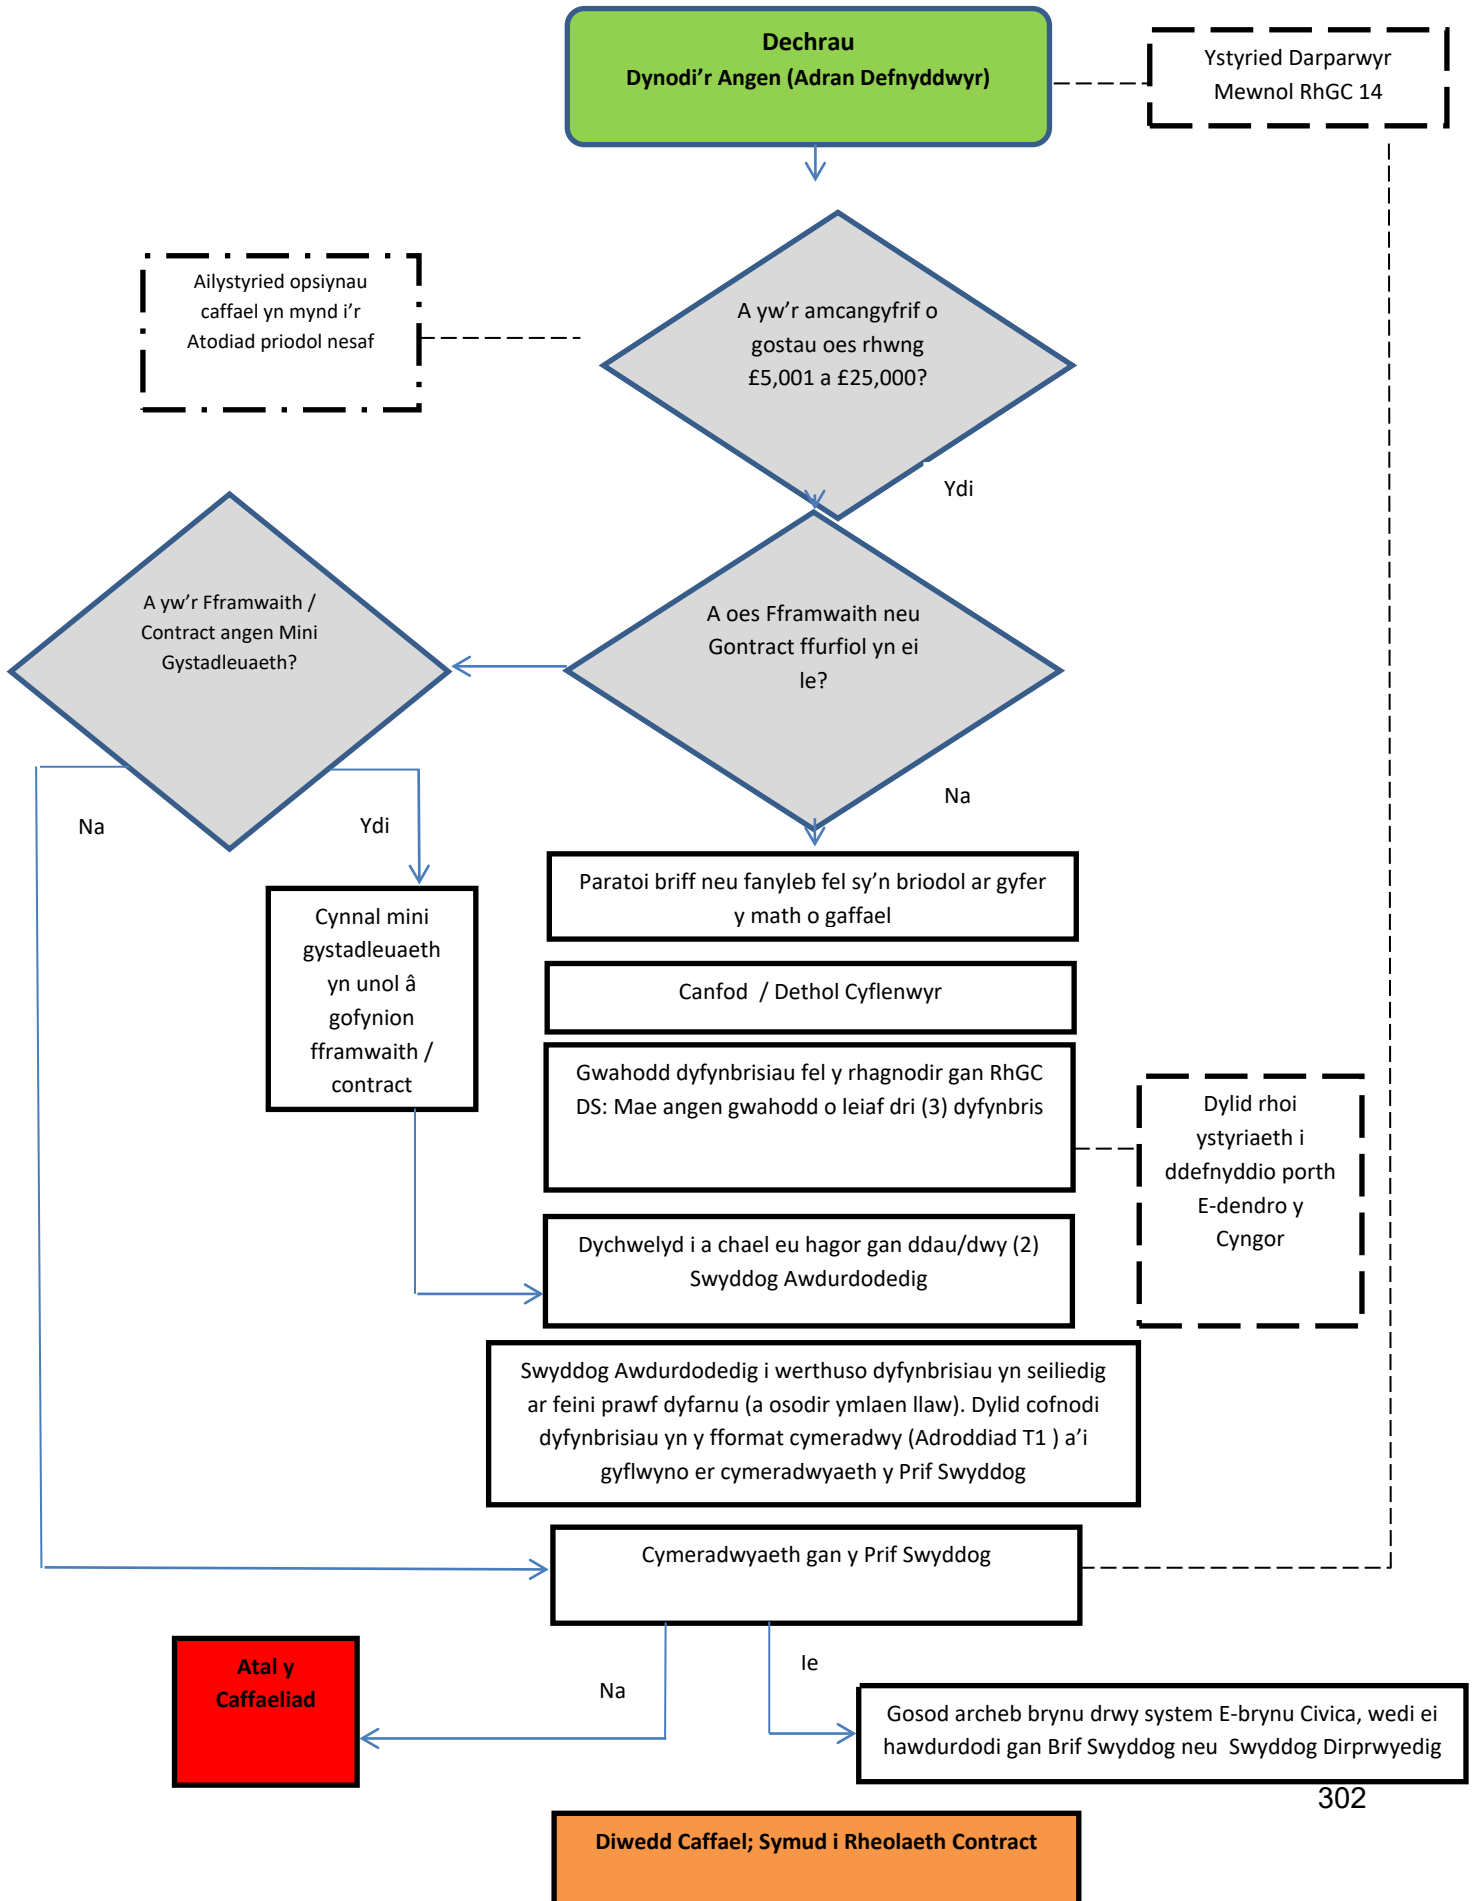 Dechrau
Dynodi’r Angen (Adran Defnyddwyr)
Ystyried Darparwyr
Mewnol RhGC 14
Ailystyried opsiynau
caffael yn mynd i’r
Atodiad priodol nesaf
A yw’r amcangyfrif o
gostau oes rhwng
£5,001 a £25,000?
Ydi
A yw’r Fframwaith /
Contract angen Mini
Gystadleuaeth?
A oes Fframwaith neu
Gontract ffurfiol yn ei
le?
Na
Na
Ydi
Paratoi briff neu fanyleb fel sy’n briodol ar gyfer
y math o gaffael
Cynnal mini
gystadleuaeth
yn unol â
gofynion
fframwaith /
contract
Canfod / Dethol Cyflenwyr
Gwahodd dyfynbrisiau fel y rhagnodir gan RhGC
DS: Mae angen gwahodd o leiaf dri (3) dyfynbris
Dylid rhoi
ystyriaeth i
ddefnyddio porth
E-dendro y
Cyngor
Dychwelyd i a chael eu hagor gan ddau/dwy (2)
Swyddog Awdurdodedig
Swyddog Awdurdodedig i werthuso dyfynbrisiau yn seiliedig
ar feini prawf dyfarnu (a osodir ymlaen llaw). Dylid cofnodi
dyfynbrisiau yn y fformat cymeradwy (Adroddiad T1 ) a’i
gyflwyno er cymeradwyaeth y Prif Swyddog
Cymeradwyaeth gan y Prif Swyddog
Atal y
Caffaeliad
Na
Ie
Gosod archeb brynu drwy system E-brynu Civica, wedi ei
hawdurdodi gan Brif Swyddog neu Swyddog Dirprwyedig
302
Diwedd Caffael; Symud i Rheolaeth Contract